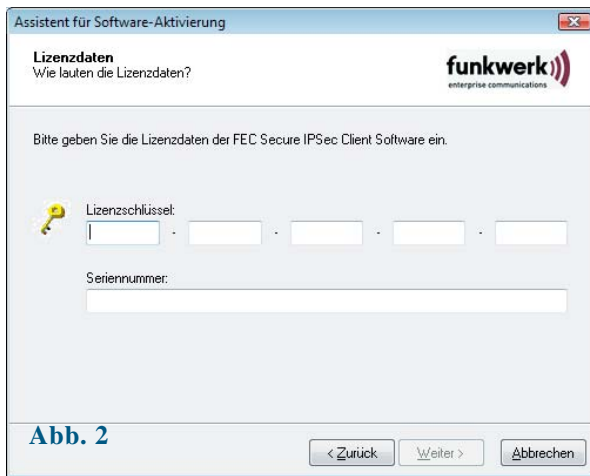 Assistent für Software-Aktivierung
Lizenzdaten
Wie lauten die Lizenzdaten?
funkwerk
enterprise communications
Bitte geben Sie die Lizenzdaten der FEC Secure IPSec Client Software ein.
Lizenzschlüssel:
- - - -
Seriennummer:
Abb. 2
< Zurück Weiter > Abbrechen